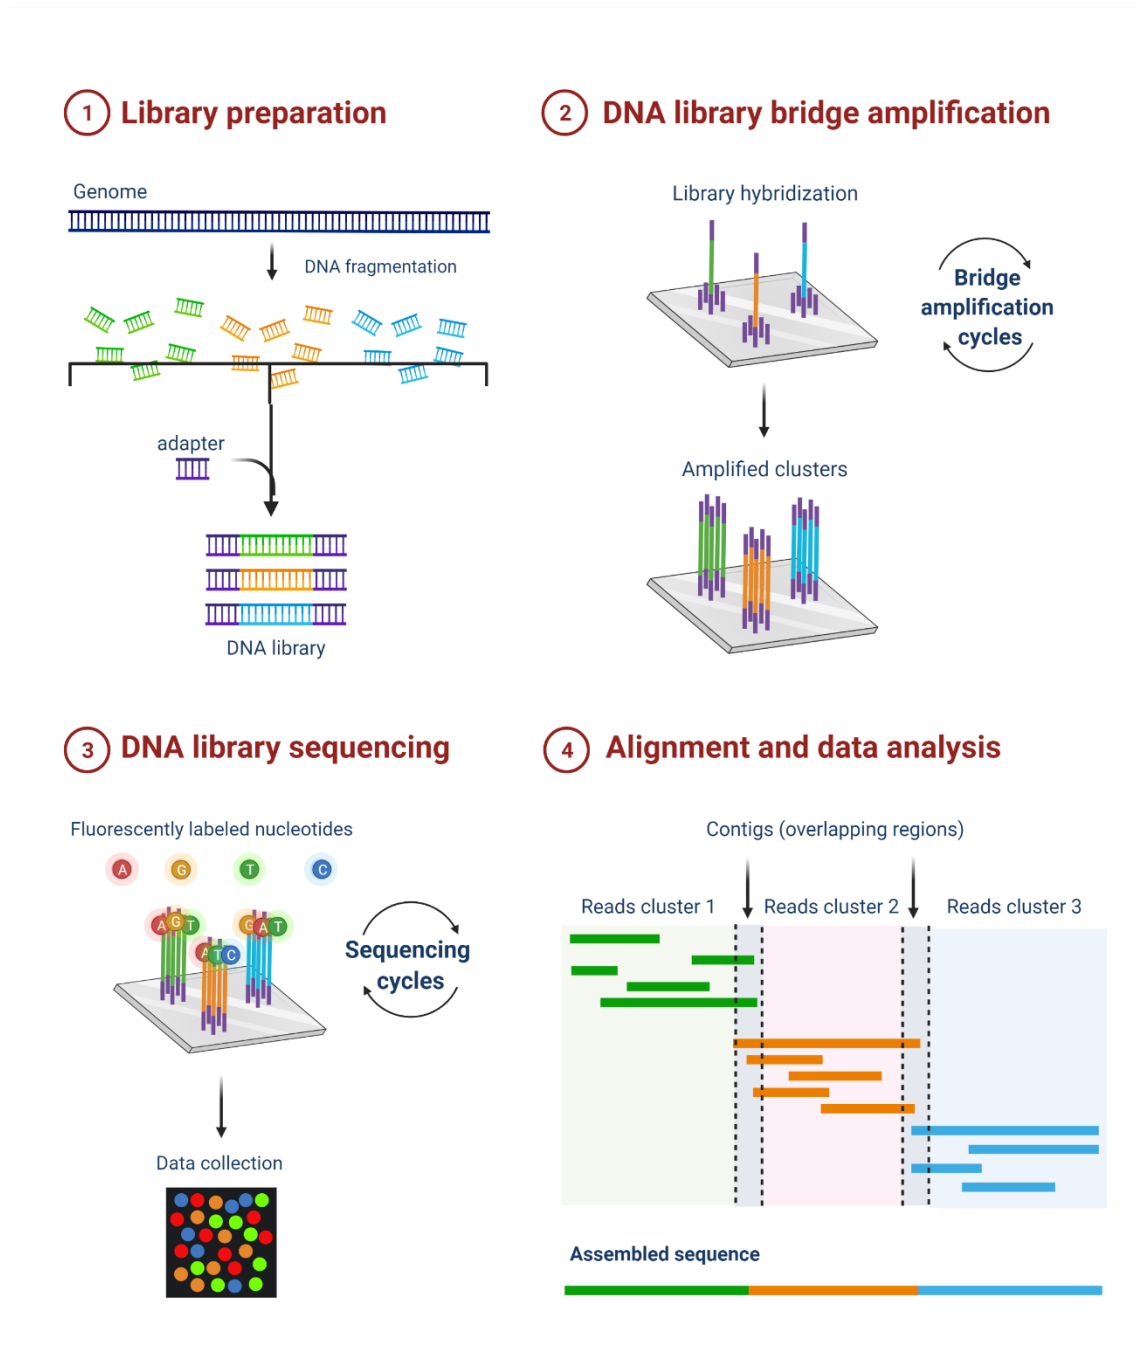 1 Library preparation
Genome
DNA fragmentation
adapter
DNA library
2 DNA library bridge amplification
Library hybridization
Bridge
amplification
cycles
Amplified clusters
3 DNA library sequencing
Fluorescently labeled nucleotides
A G T C
A G T
G A T
A T C
Sequencing
cycles
Data collection
4 Alignment and data analysis
Contigs (overlapping regions)
Reads cluster 1 Reads cluster 2 Reads cluster 3
Assembled sequence